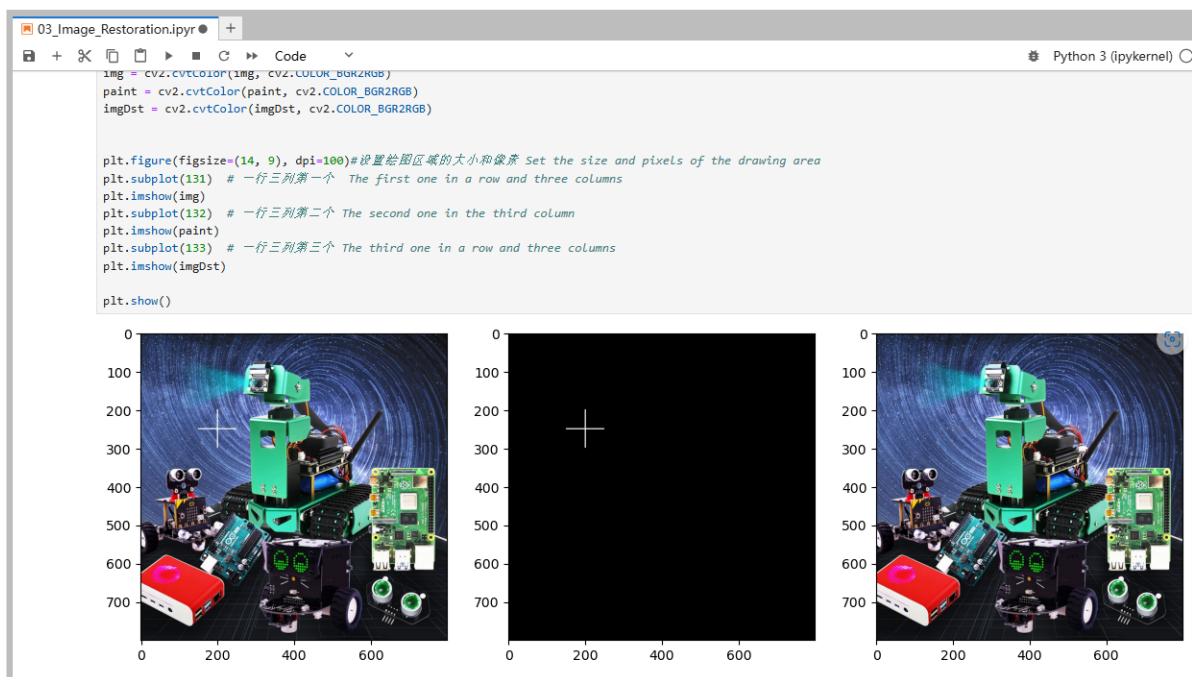 03_Image_Restoration.ipyr
Code
Python 3 (ipykernel)
img = cv2.cvtColor(img, cv2.COLOR_BGR2RGB)
paint = cv2.cvtColor(paint, cv2.COLOR_BGR2RGB)
imgDst = cv2.cvtColor(imgDst, cv2.COLOR_BGR2RGB)
plt.figure(figsize=(14, 9), dpi=100)#设置绘图区域的大小和像素 Set the size and pixels of the drawing area
plt.subplot(131)  # 一行三列第一个  The first one in a row and three columns
plt.imshow(img)
plt.subplot(132)  # 一行三列第二个 The second one in the third column
plt.imshow(paint)
plt.subplot(133)  # 一行三列第三个 The third one in a row and three columns
plt.imshow(imgDst)
plt.show()
0
100
200
300
400
500
600
700
0 200 400 600
0
100
200
300
400
500
600
700
0 200 400 600
0
100
200
300
400
500
600
700
0 200 400 600